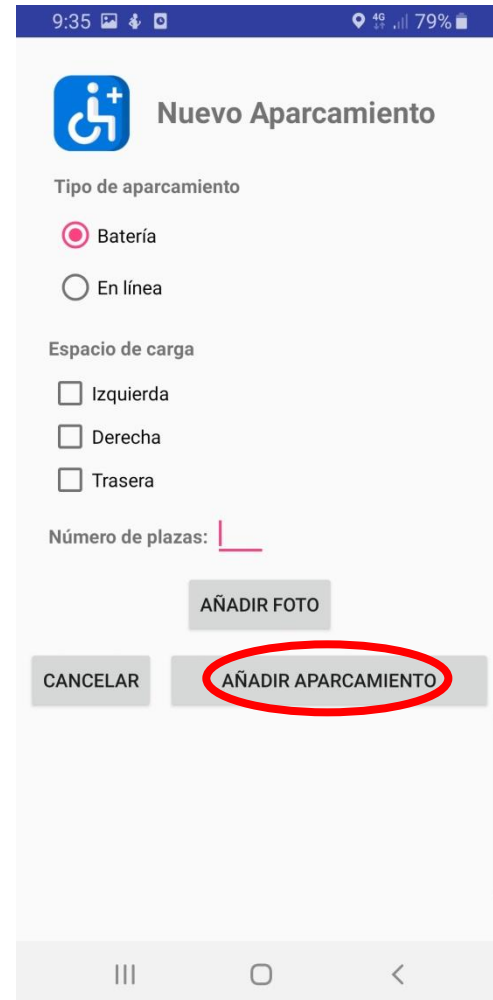 9:35 4G 79%
Nuevo Aparcamiento
Tipo de aparcamiento
Batería
En línea
Espacio de carga
Izquierda
Derecha
Trasera
Número de plazas:
AÑADIR FOTO
CANCELAR AÑADIR APARCAMIENTO